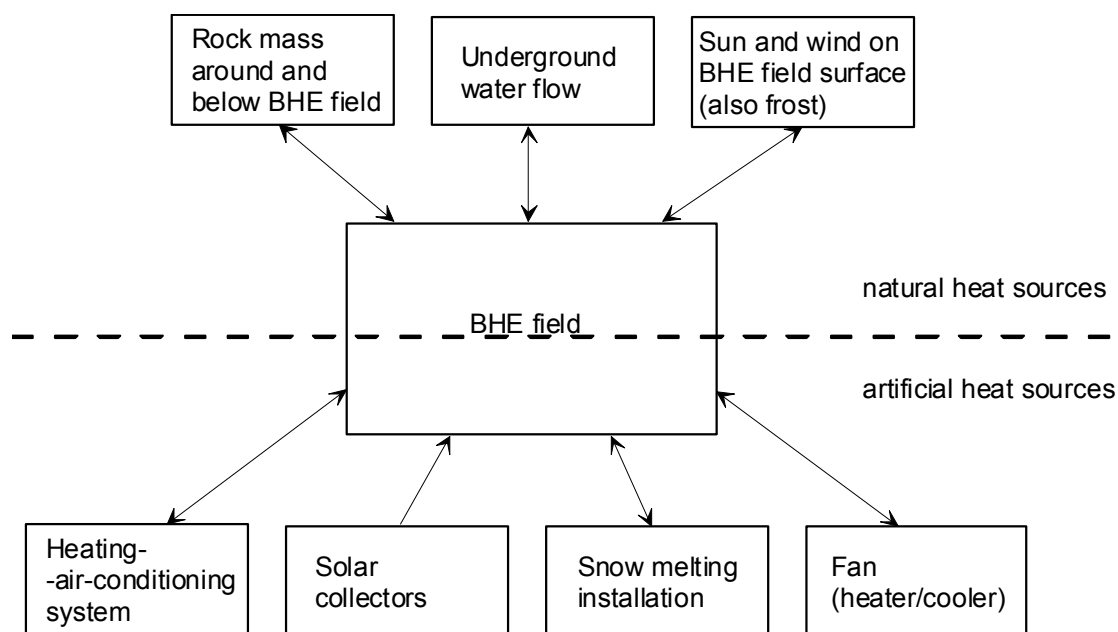 Rock mass
around and
below BHE field
Underground
water flow
Sun and wind on
BHE field surface
(also frost)
natural heat sources
BHE field
artificial heat sources
Heating-
-air-conditioning
system
Solar
collectors
Snow melting
installation
Fan
(heater/cooler)